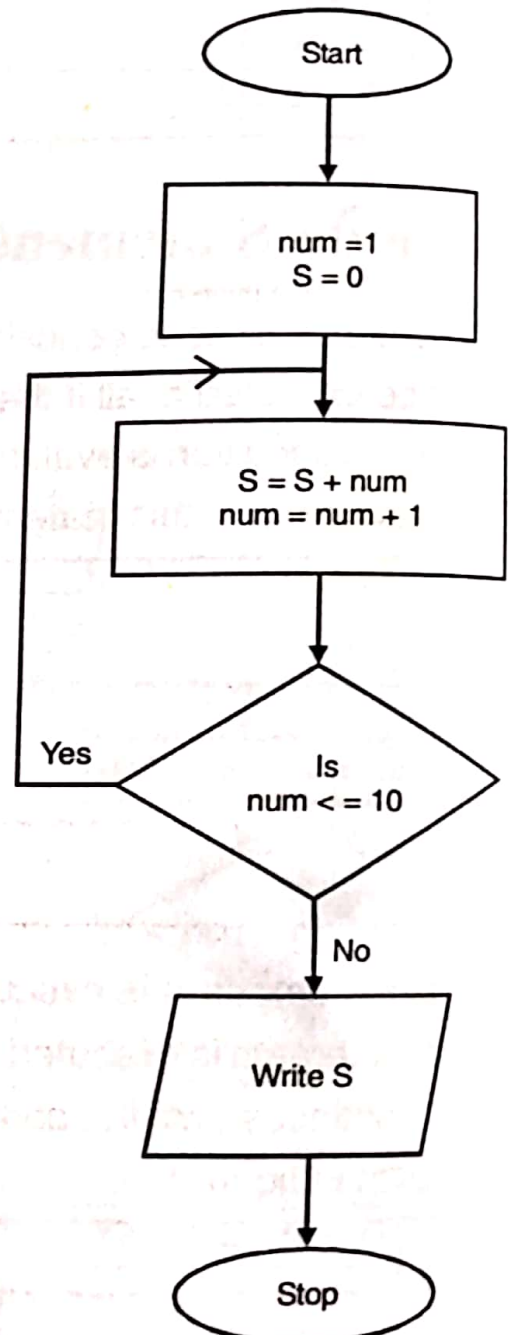 Start
num =1
S = 0
S = S + num
num = num + 1
Is
num < = 10
Yes
No
Write S
Stop